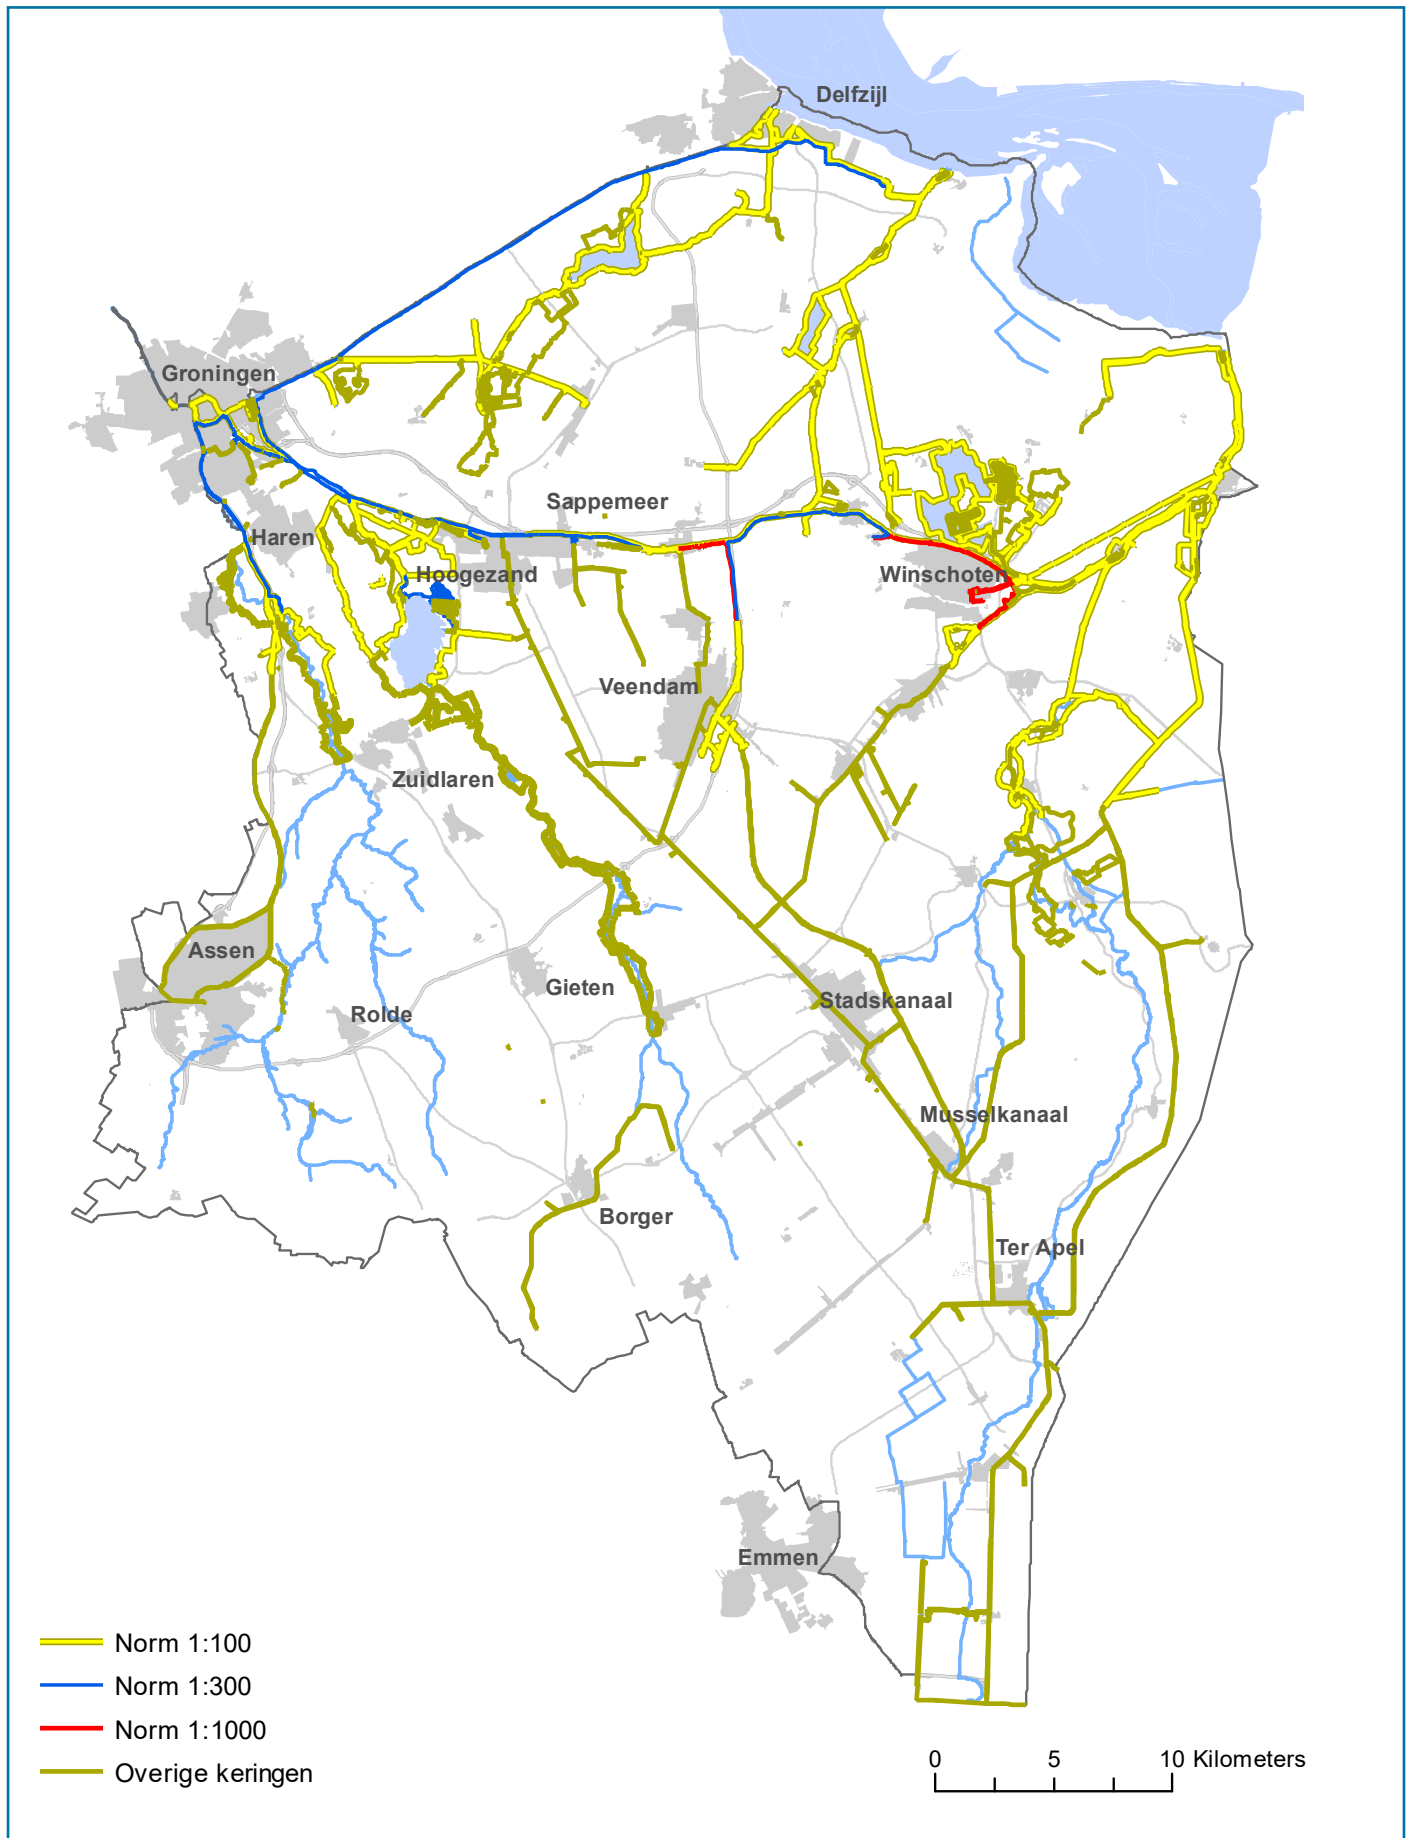 Delfzijl
Groningen
Sappemeer
Haren
Hoogezand
Winschoten
Veendam
Zuidlaren
Assen
Gieten
Stadskanaal
Rolde
Musselkanaal
Borger
Ter Apel
Emmen
Norm 1:100
Norm 1:300
Norm 1:1000
Overige keringen
0 5 10 Kilometers